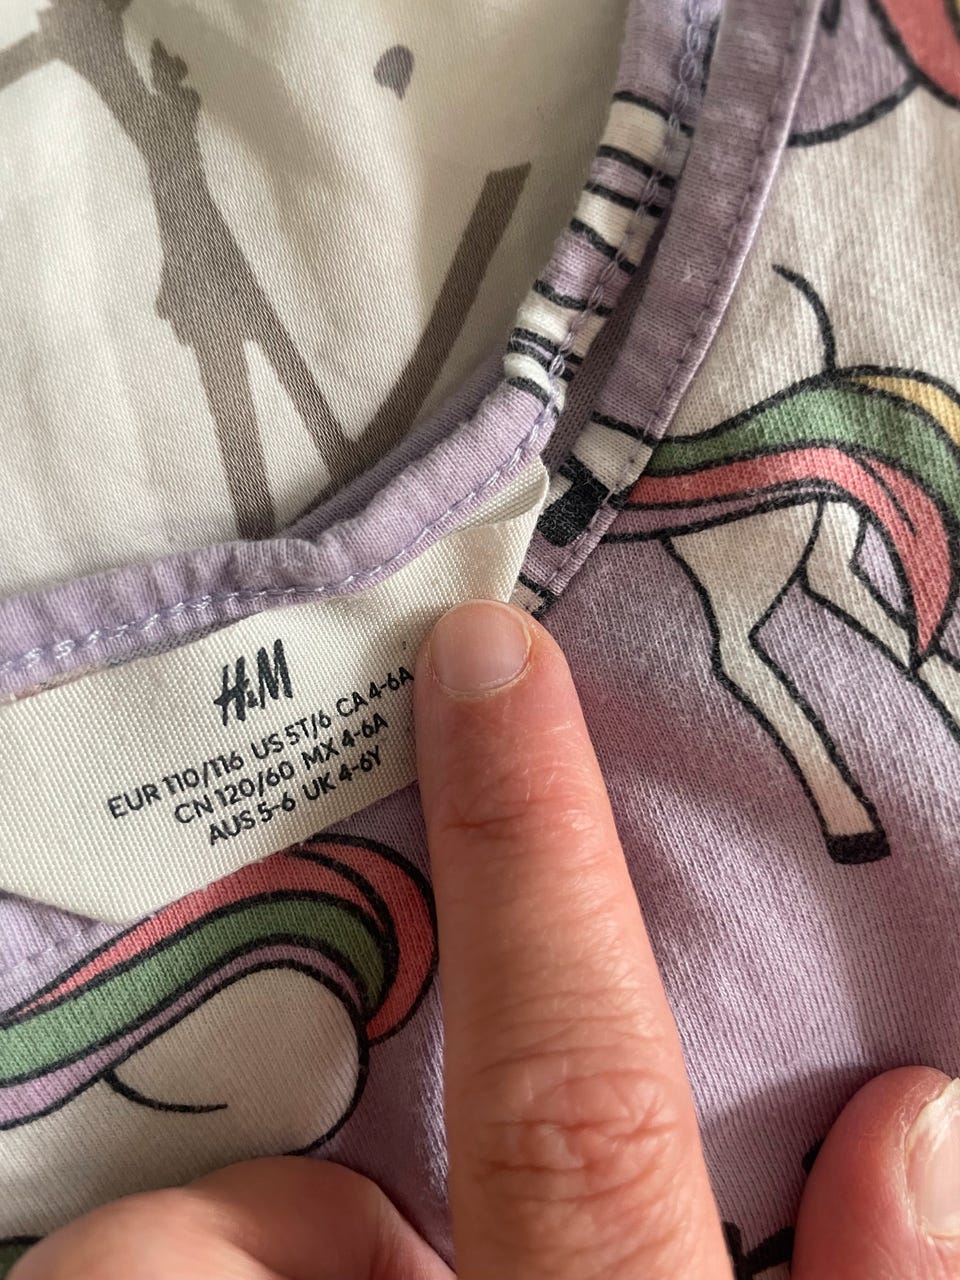 H&M
EUR 110/116 US 5T/6 CA 4-6A
CN 120/60 MX 4-6A
AUS 5-6 UK 4-6Y